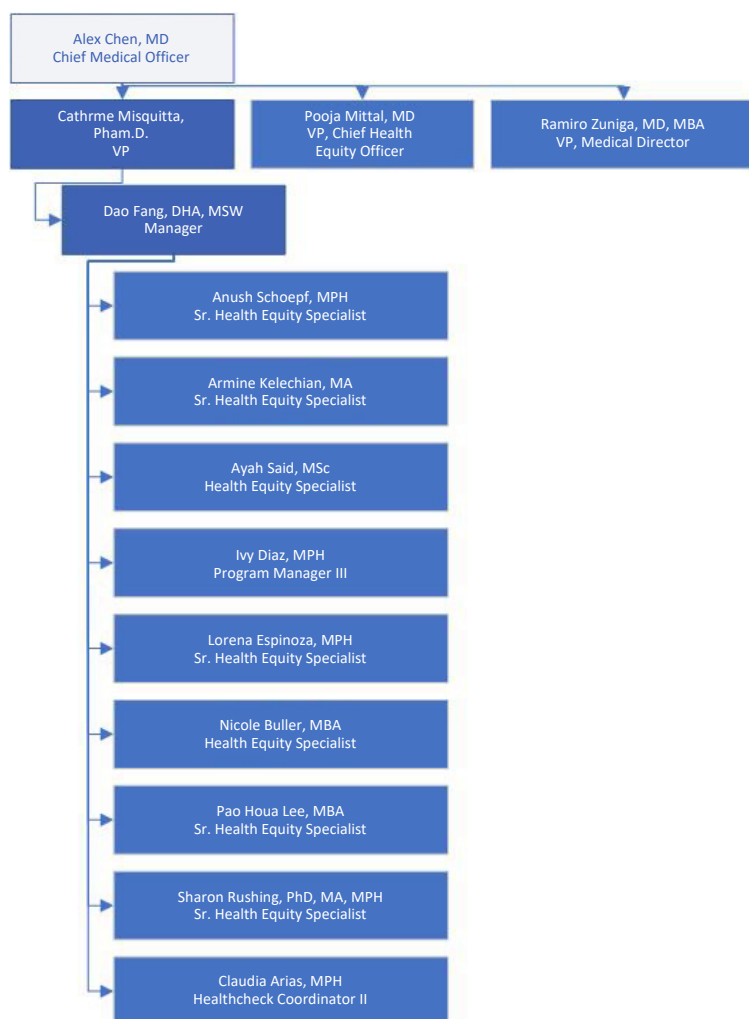 Alex Chen, MD
Chief Medical Officer
Cathrme Misquitta,
Pham.D.
VP
Pooja Mittal, MD
VP, Chief Health
Equity Officer
Ramiro Zuniga, MD, MBA
VP, Medical Director
Dao Fang, DHA, MSW
Manager
Anush Schoepf, MPH
Sr. Health Equity Specialist
Armine Kelechian, MA
Sr. Health Equity Specialist
Ayah Said, MSc
Health Equity Specialist
Ivy Diaz, MPH
Program Manager III
Lorena Espinoza, MPH
Sr. Health Equity Specialist
Nicole Buller, MBA
Health Equity Specialist
Pao Houa Lee, MBA
Sr. Health Equity Specialist
Sharon Rushing, PhD, MA, MPH
Sr. Health Equity Specialist
Claudia Arias, MPH
Healthcheck Coordinator II